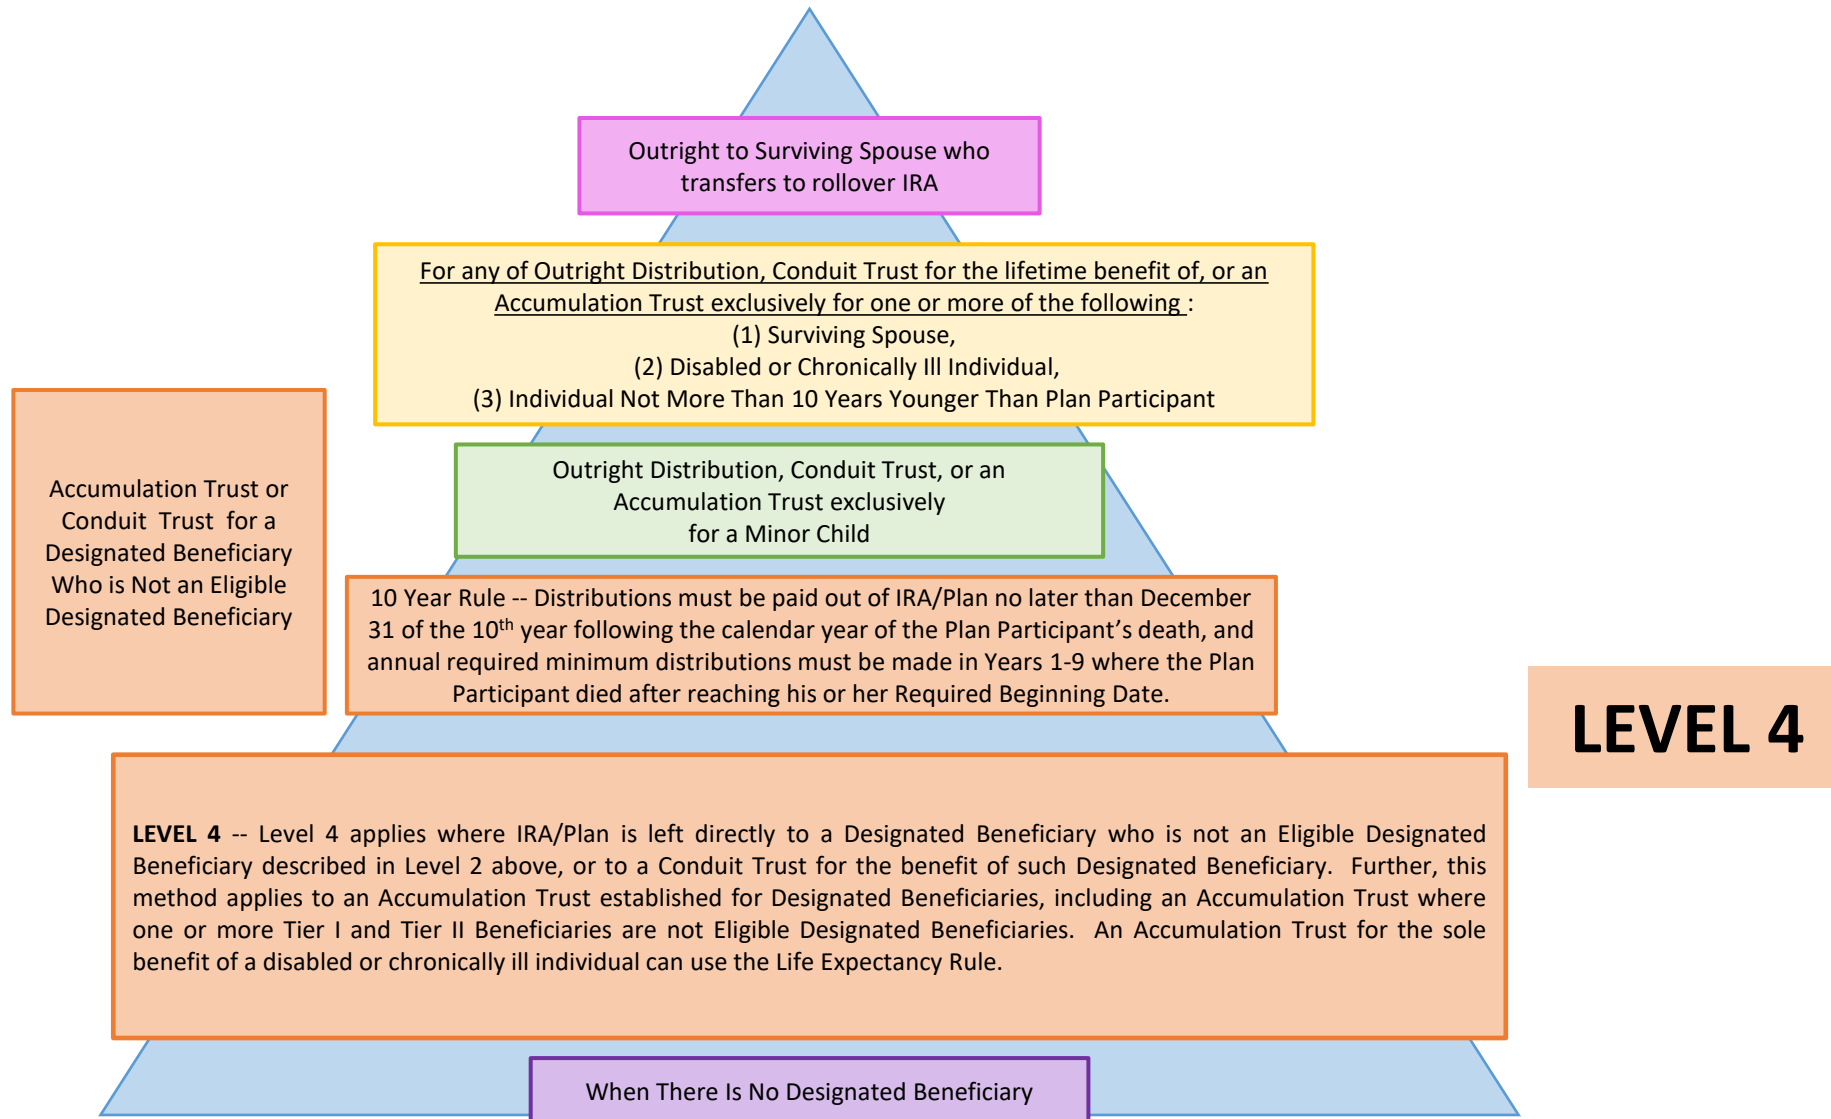 Outright to Surviving Spouse who
transfers to rollover IRA
For any of Outright Distribution, Conduit Trust for the lifetime benefit of, or an
Accumulation Trust exclusively for one or more of the following :
(1) Surviving Spouse,
(2) Disabled or Chronically Ill Individual,
(3) Individual Not More Than 10 Years Younger Than Plan Participant
Outright Distribution, Conduit Trust, or an
Accumulation Trust exclusively
for a Minor Child
Accumulation Trust or
Conduit Trust for a
Designated Beneficiary
Who is Not an Eligible
Designated Beneficiary
10 Year Rule -- Distributions must be paid out of IRA/Plan no later than December
31 of the 10th year following the calendar year of the Plan Participant’s death, and
annual required minimum distributions must be made in Years 1-9 where the Plan
Participant died after reaching his or her Required Beginning Date.
LEVEL 4
LEVEL 4 -- Level 4 applies where IRA/Plan is left directly to a Designated Beneficiary who is not an Eligible Designated
Beneficiary described in Level 2 above, or to a Conduit Trust for the benefit of such Designated Beneficiary. Further, this
method applies to an Accumulation Trust established for Designated Beneficiaries, including an Accumulation Trust where
one or more Tier I and Tier II Beneficiaries are not Eligible Designated Beneficiaries. An Accumulation Trust for the sole
benefit of a disabled or chronically ill individual can use the Life Expectancy Rule.
When There Is No Designated Beneficiary